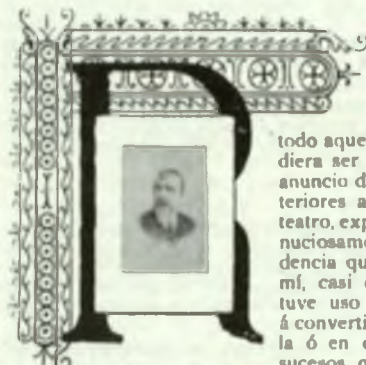 R
todo aque
diera ser
anuncio d
teriores a
teatro, exp
nuciosame
dencia qu
mí, casi
tuve uso
á converti
la ó en